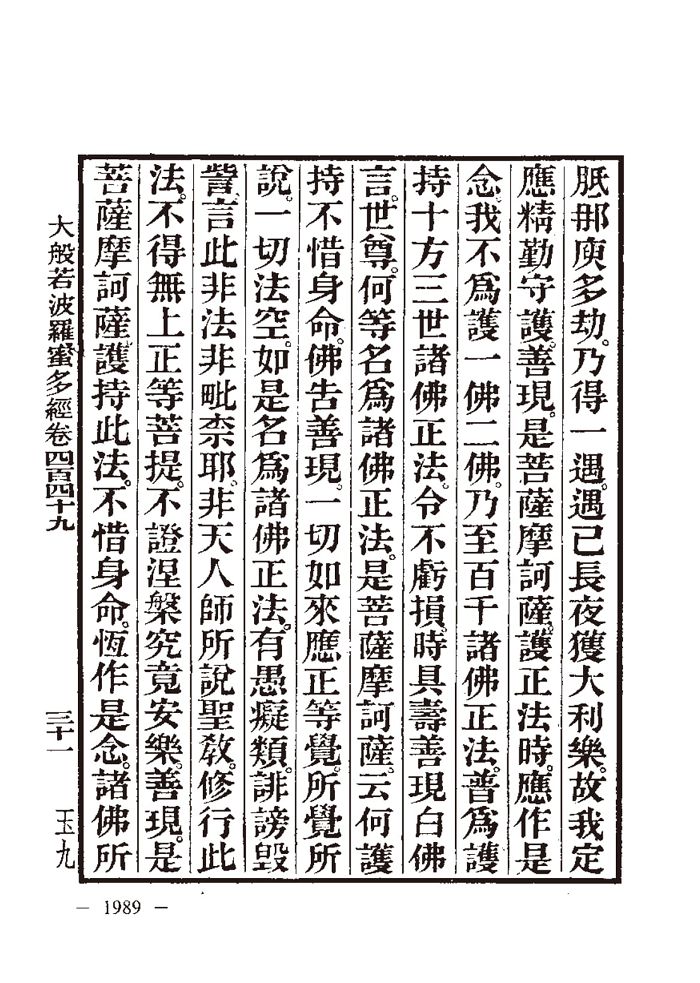 胝那庾多劫。乃得一遇。遇已長夜獲大利樂。故我定
應精勤守護。善現。是菩薩摩訶薩。護正法時。應作是
念。我不爲護一佛二佛。乃至百千諸佛正法。普爲護
持十方三世諸佛正法。令不虧損。時具壽善現白佛
言。世尊。何等名爲諸佛正法。是菩薩摩訶薩。云何護
持不惜身命。佛告善現。一切如來應正等覺。所覺所
說。一切法空。如是名爲諸佛正法。有愚癡類。誹謗毀
訾。言此非法非毗柰耶。非天人師所說聖教。修行此
法。不得無上正等菩提。不證涅槃究竟安樂。善現。是
菩薩摩訶薩護持此法。不惜身命。恆作是念。諸佛所
大般若波羅蜜多經卷四百四十九 三十一 玉九
— 1989 —